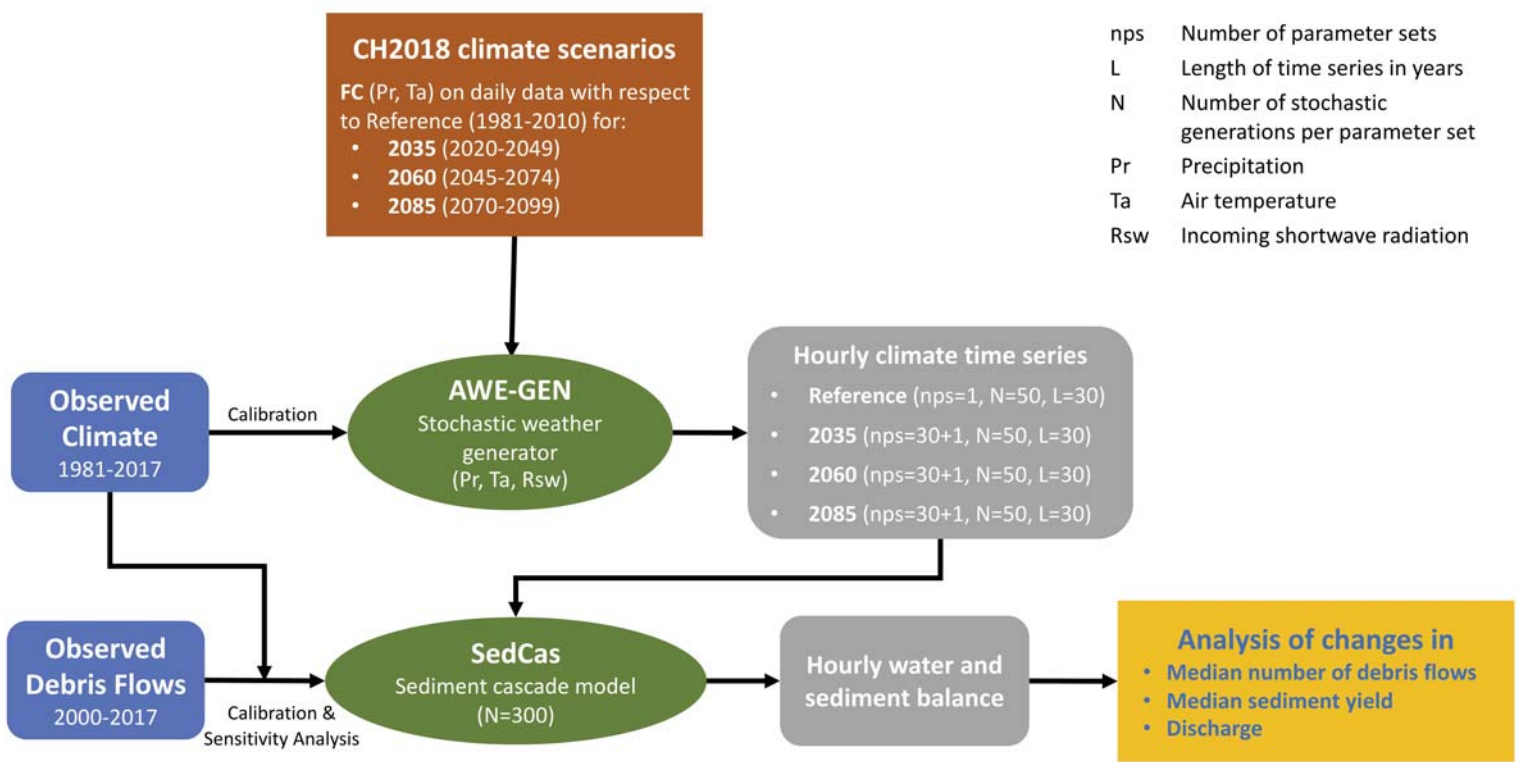 CH2018 climate scenarios
FC (Pr, Ta) on daily data with respect
to Reference (1981-2010) for:
• 2035 (2020-2049)
• 2060 (2045-2074)
• 2085 (2070-2099)
nps Number of parameter sets
L Length of time series in years
N Number of stochastic
generations per parameter set
Pr Precipitation
Ta Air temperature
Rsw Incoming shortwave radiation
Observed
Climate
1981-2017
Calibration
AWE-GEN
Stochastic weather
generator
(Pr, Ta, Rsw)
Hourly climate time series
• Reference (nps=1, N=50, L=30)
• 2035 (nps=30+1, N=50, L=30)
• 2060 (nps=30+1, N=50, L=30)
• 2085 (nps=30+1, N=50, L=30)
Observed
Debris Flows
2000-2017
Calibration &
Sensitivity Analysis
SedCas
Sediment cascade model
(N=300)
Hourly water and
sediment balance
Analysis of changes in
• Median number of debris flows
• Median sediment yield
• Discharge